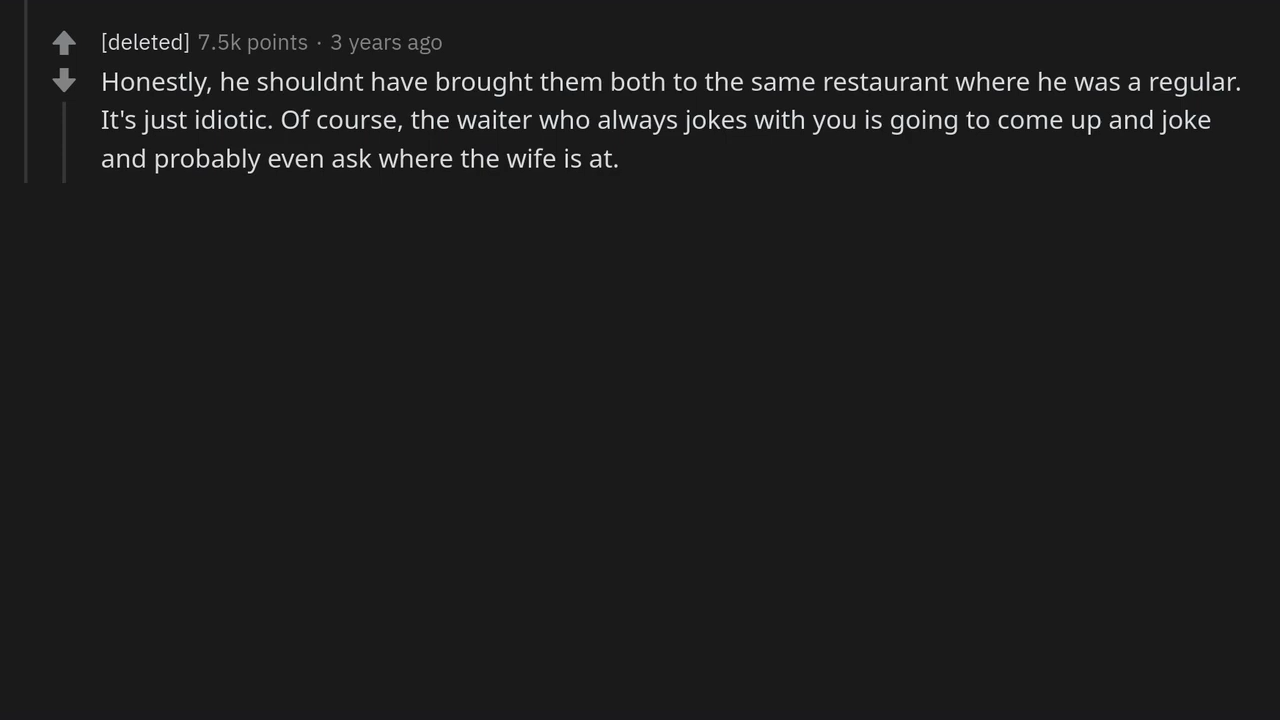 [deleted] 7.5k points · 3 years ago
Honestly, he shouldnt have brought them both to the same restaurant where he was a regular.
It's just idiotic. Of course, the waiter who always jokes with you is going to come up and joke
and probably even ask where the wife is at.